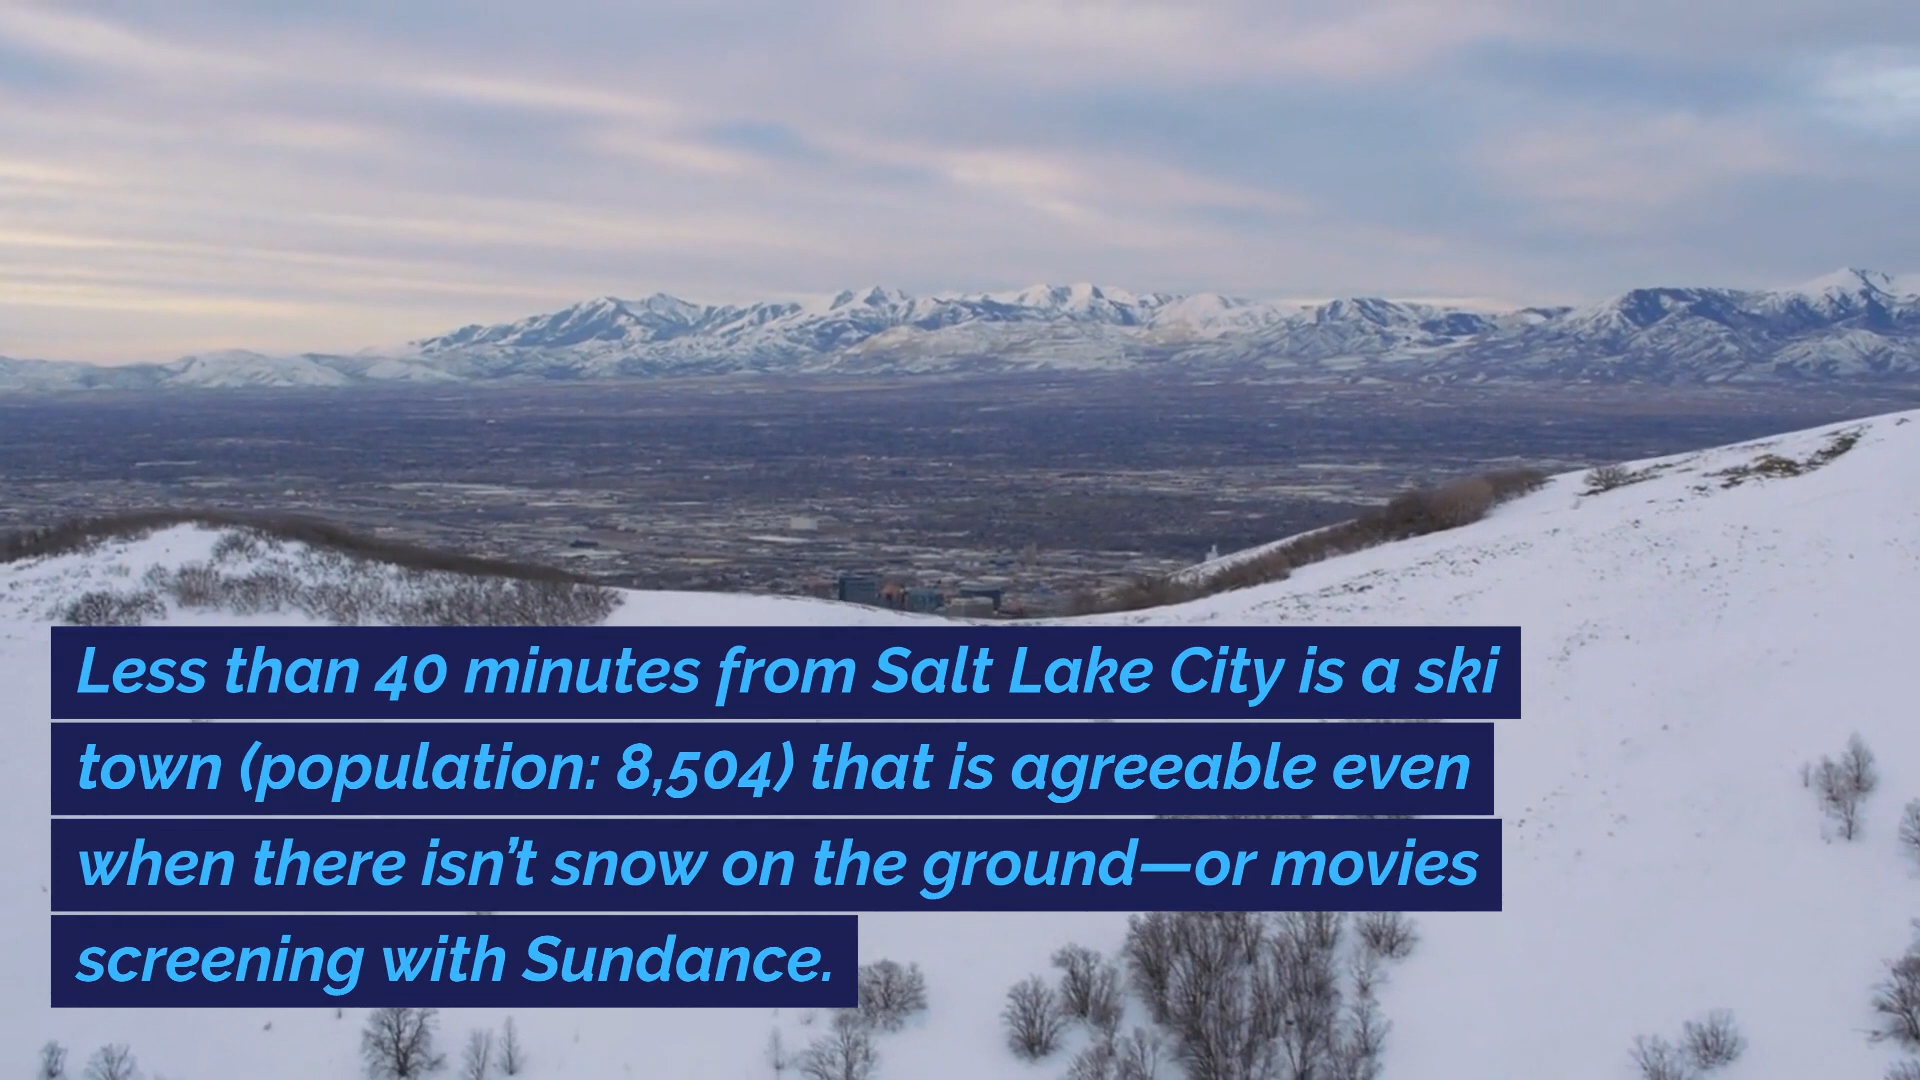 Less than 40 minutes from Salt Lake City is a ski
town (population: 8,504) that is agreeable even
when there isn’t snow on the ground—or movies
screening with Sundance.